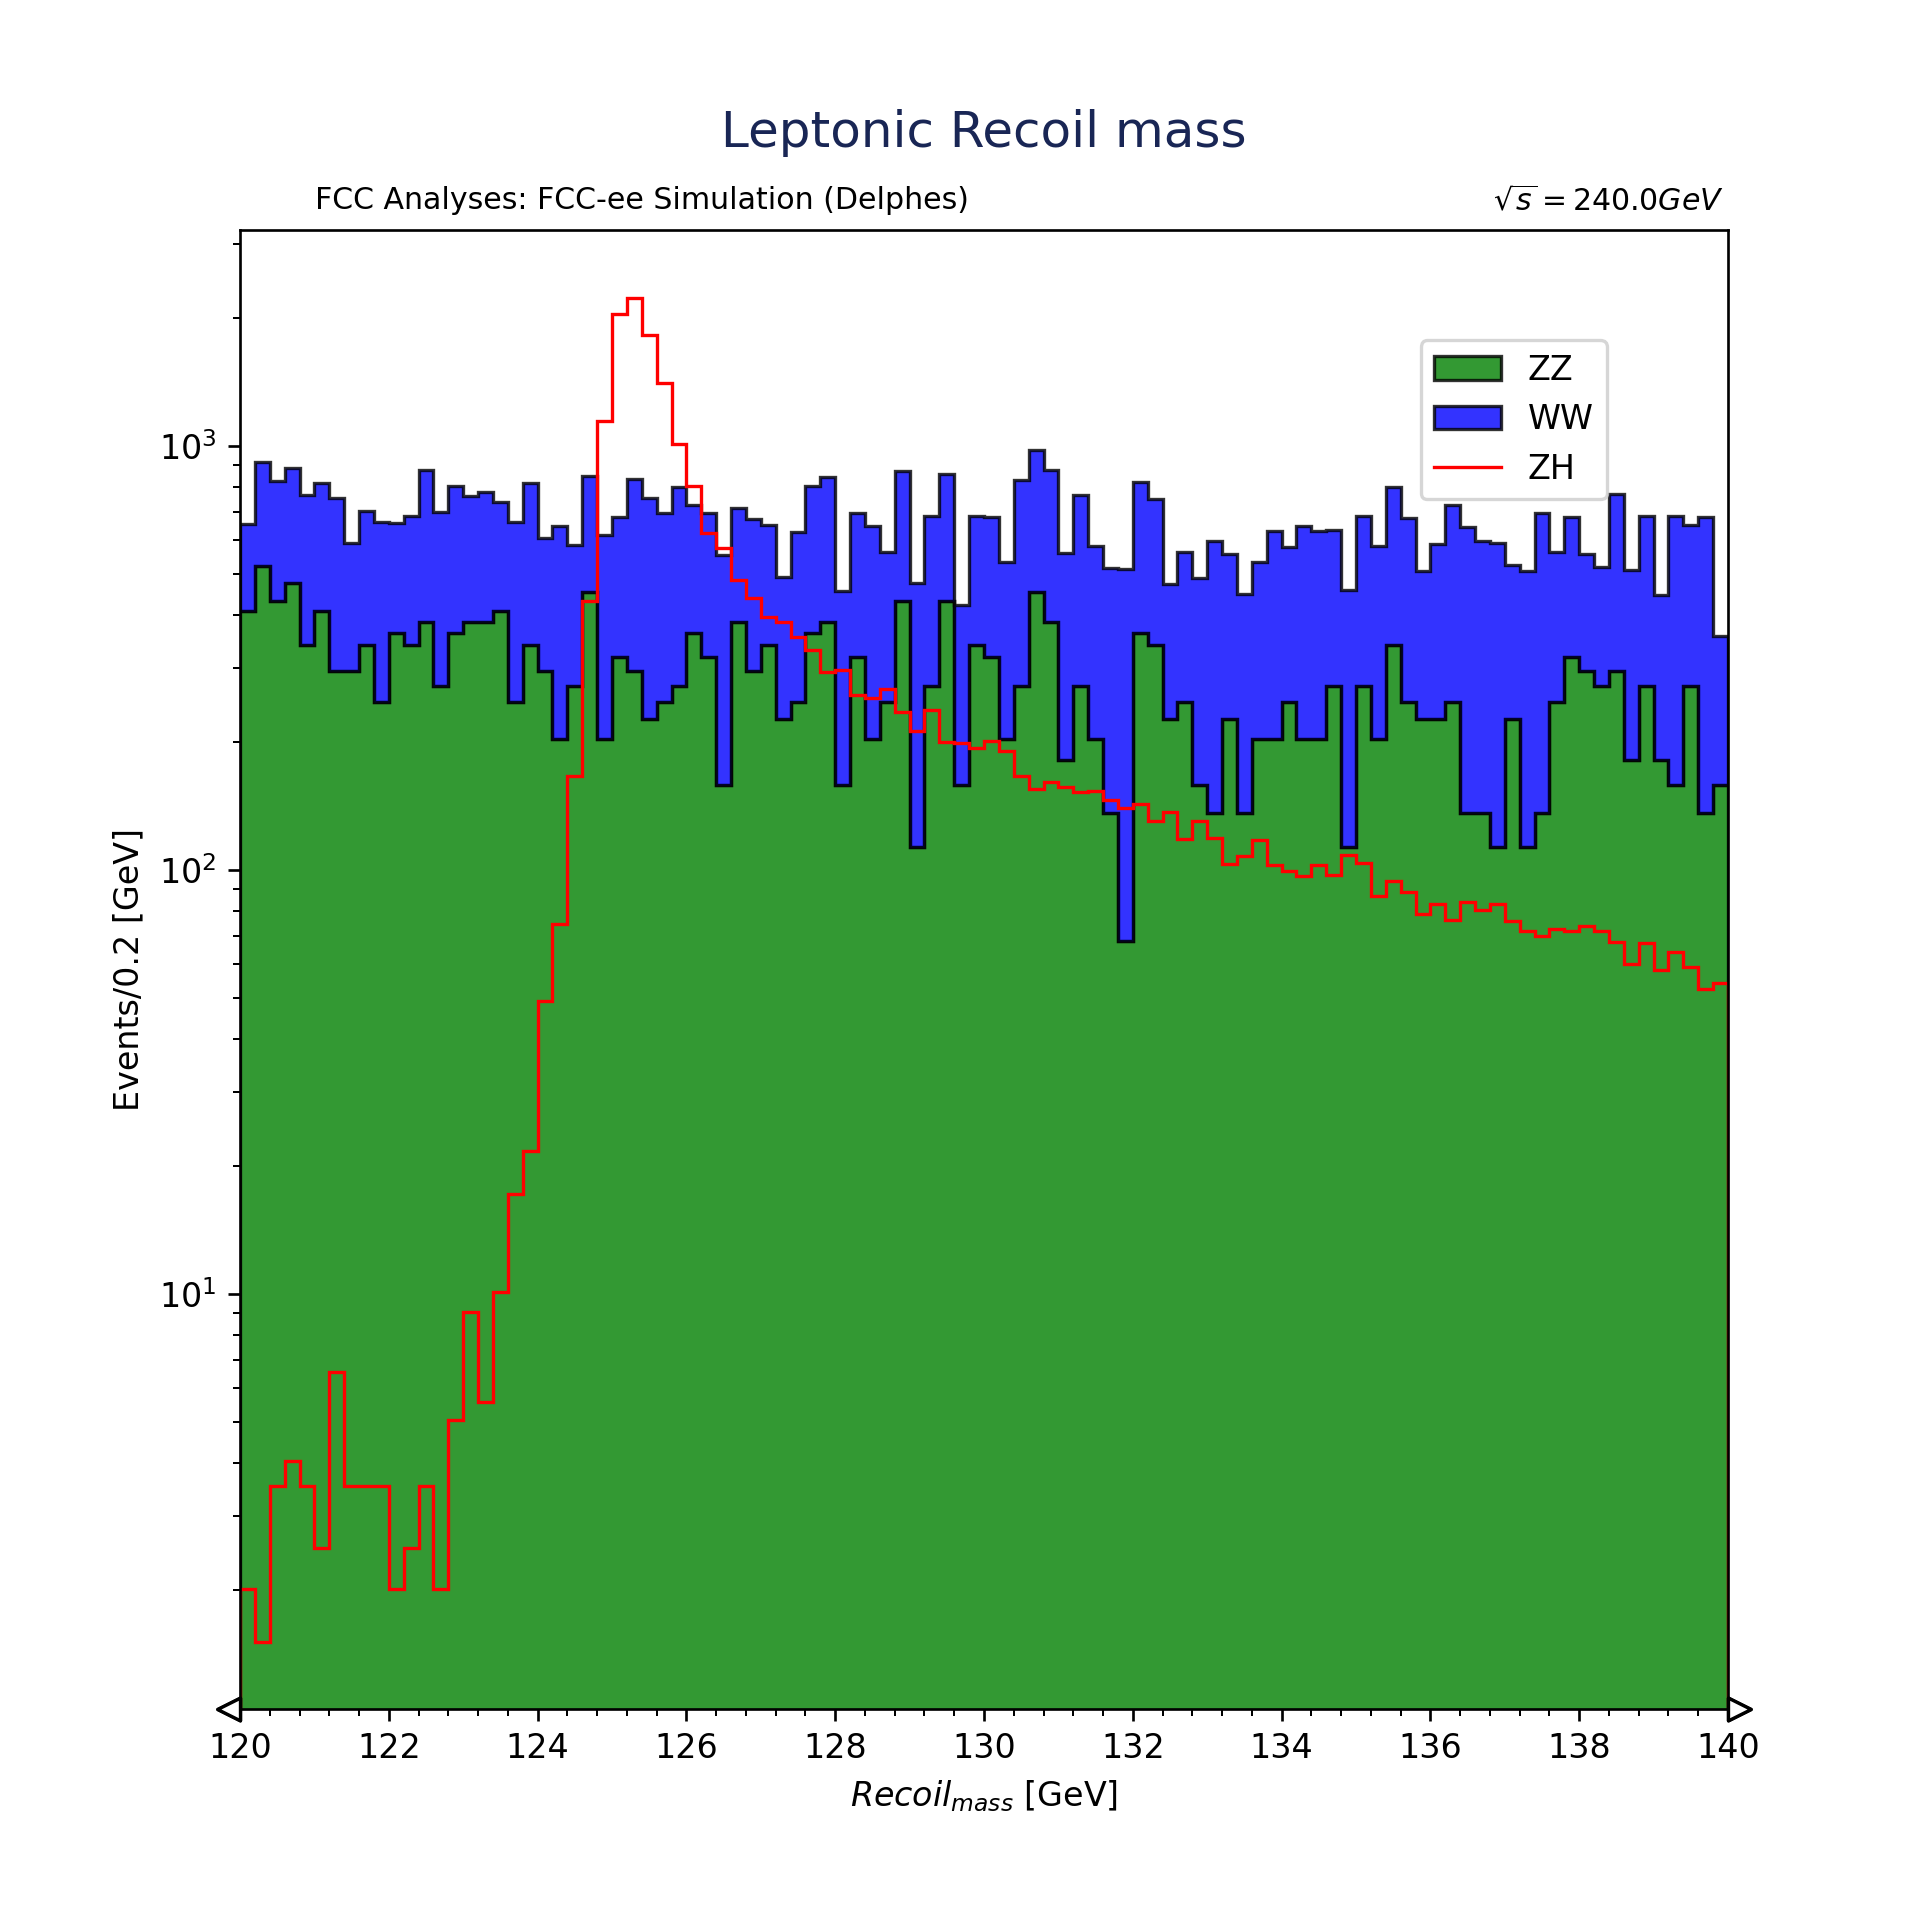 Leptonic Recoil mass
FCC Analyses: FCC-ee Simulation (Delphes)
√s = 240.0GeV
ZZ
WW
ZH
10³
10²
10¹
Events/0.2 [GeV]
120 122 124 126 128 130 132 134 136 138 140
Recoil_mass [GeV]